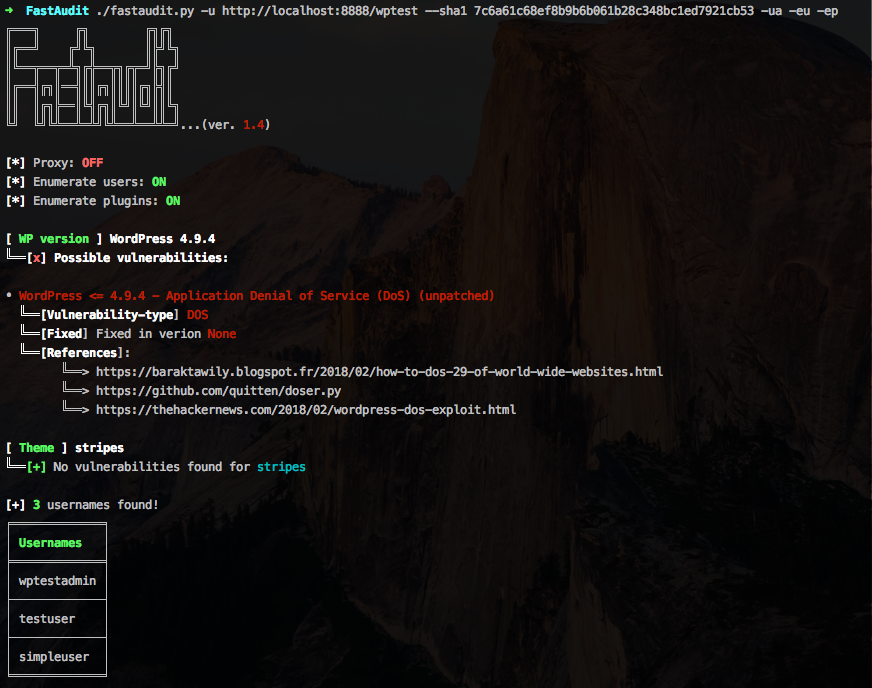 ➜ FastAudit ./fastaudit.py -u http://localhost:8888/wptest --sha1 7c6a61c68ef8b9b6b061b28c348bc1ed7921cb53 -ua -eu -ep
FastAudit
...(ver. 1.4)
[*] Proxy: OFF
[*] Enumerate users: ON
[*] Enumerate plugins: ON
[ WP version ] WordPress 4.9.4
╚══[x] Possible vulnerabilities:
• WordPress <= 4.9.4 - Application Denial of Service (DoS) (unpatched)
╚══[Vulnerability-type] DOS
╚══[Fixed] Fixed in verion None
╚══[References]:
╚══> https://baraktawily.blogspot.fr/2018/02/how-to-dos-29-of-world-wide-websites.html
╚══> https://github.com/quitten/doser.py
╚══> https://thehackernews.com/2018/02/wordpress-dos-exploit.html
[ Theme ] stripes
╚══[+] No vulnerabilities found for stripes
[+] 3 usernames found!
Usernames
wptestadmin
testuser
simpleuser